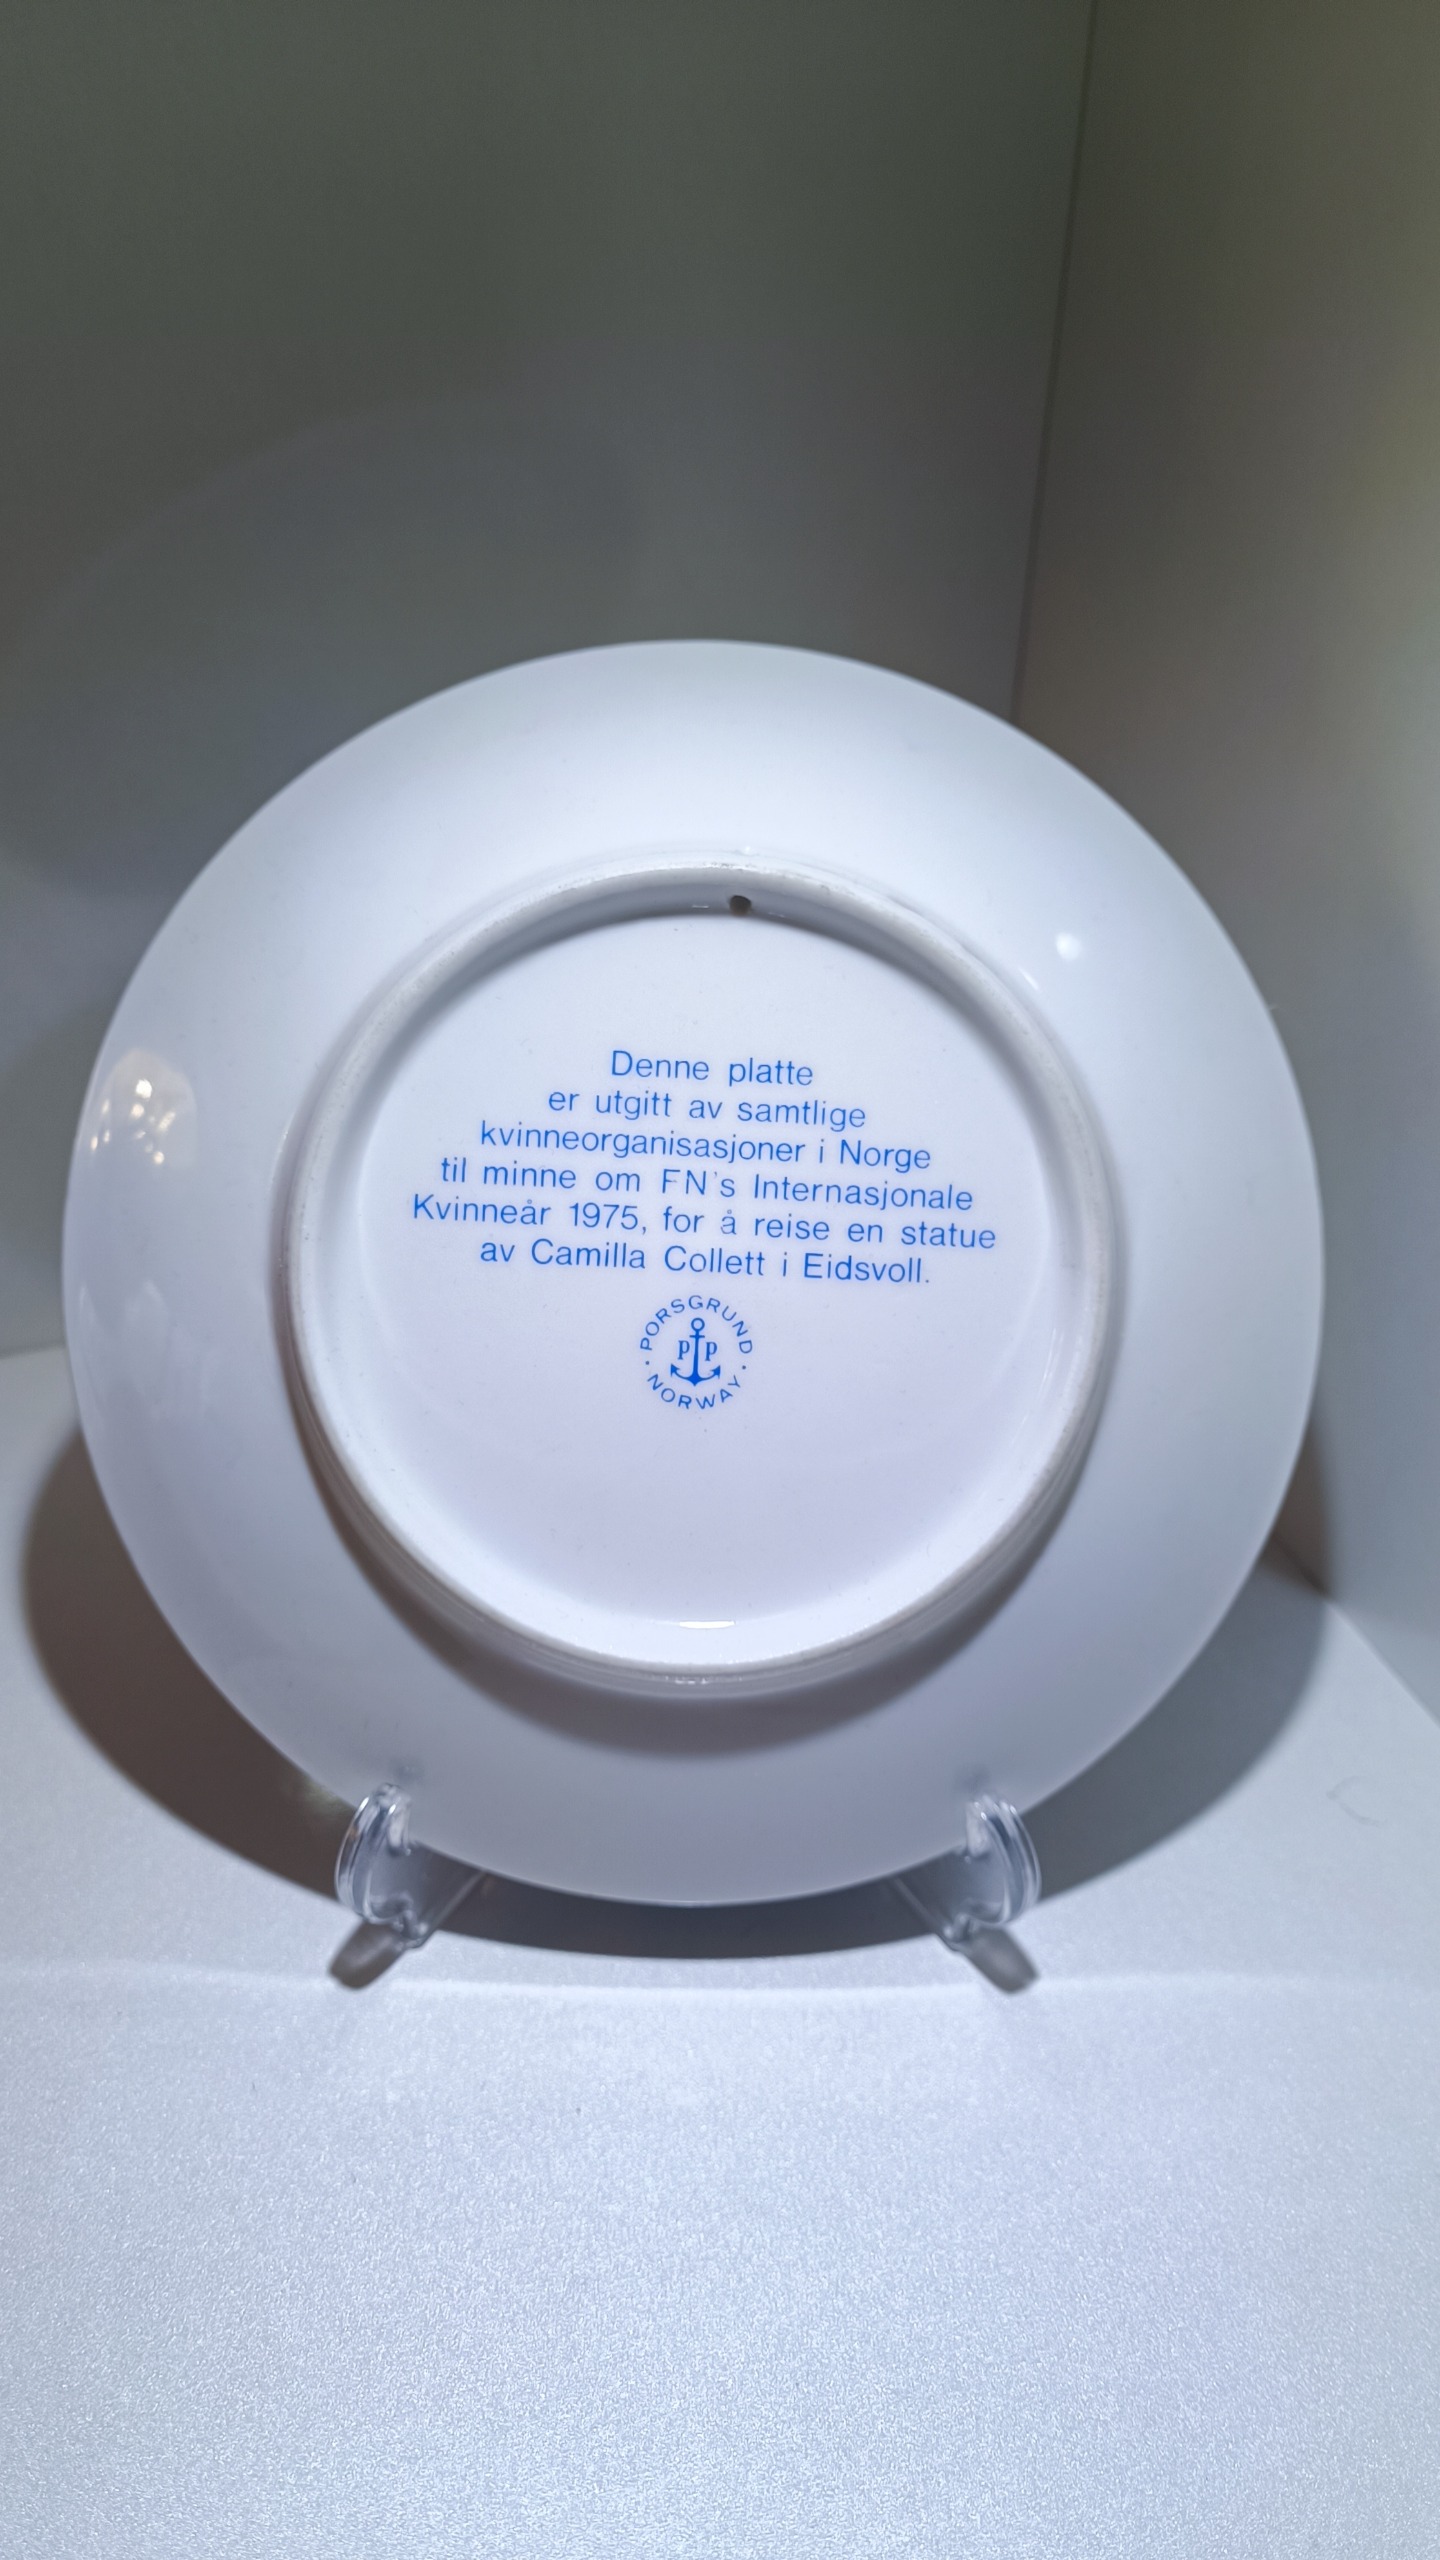 Denne platte
er utgitt av samtlige
kvinneorganisasjoner i Norge
til minne om FN's Internasjonale
Kvinneår 1975, for å reise en statue
av Camilla Collett i Eidsvoll.
PORSGRUND
PP
· NORWAY ·